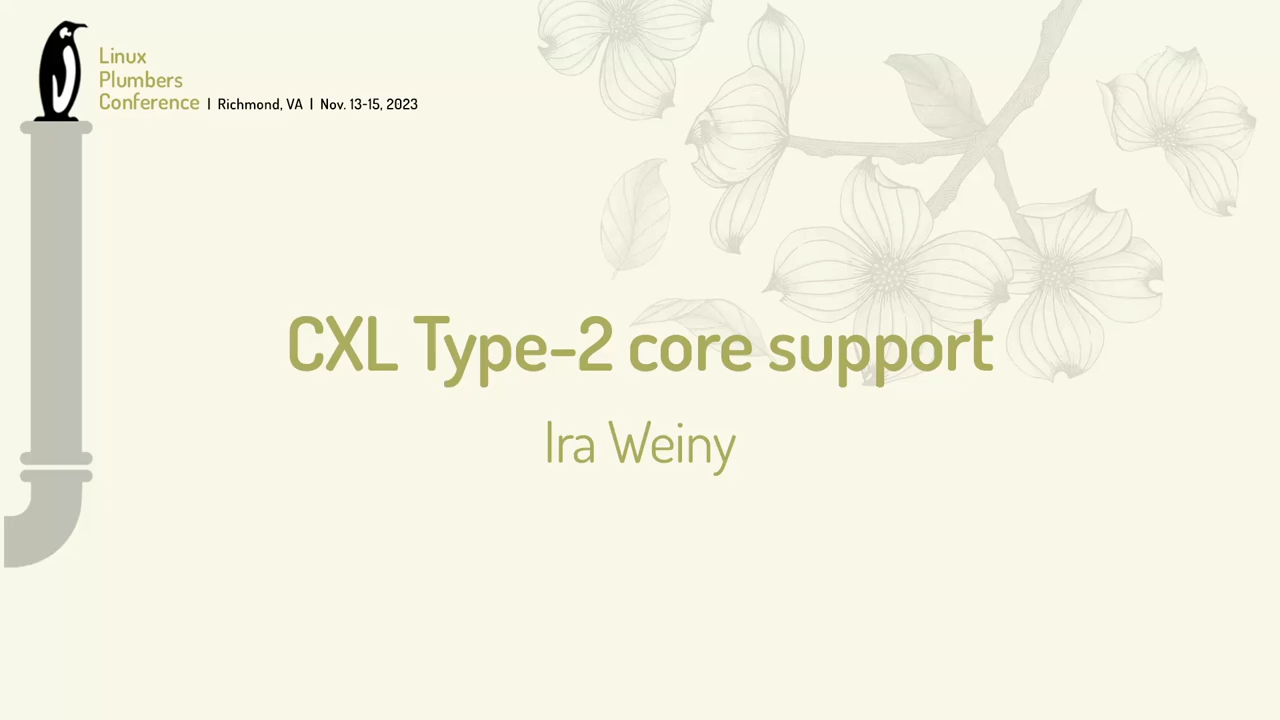 Linux
Plumbers
Conference | Richmond, VA | Nov. 13-15, 2023
CXL Type-2 core support
Ira Weiny